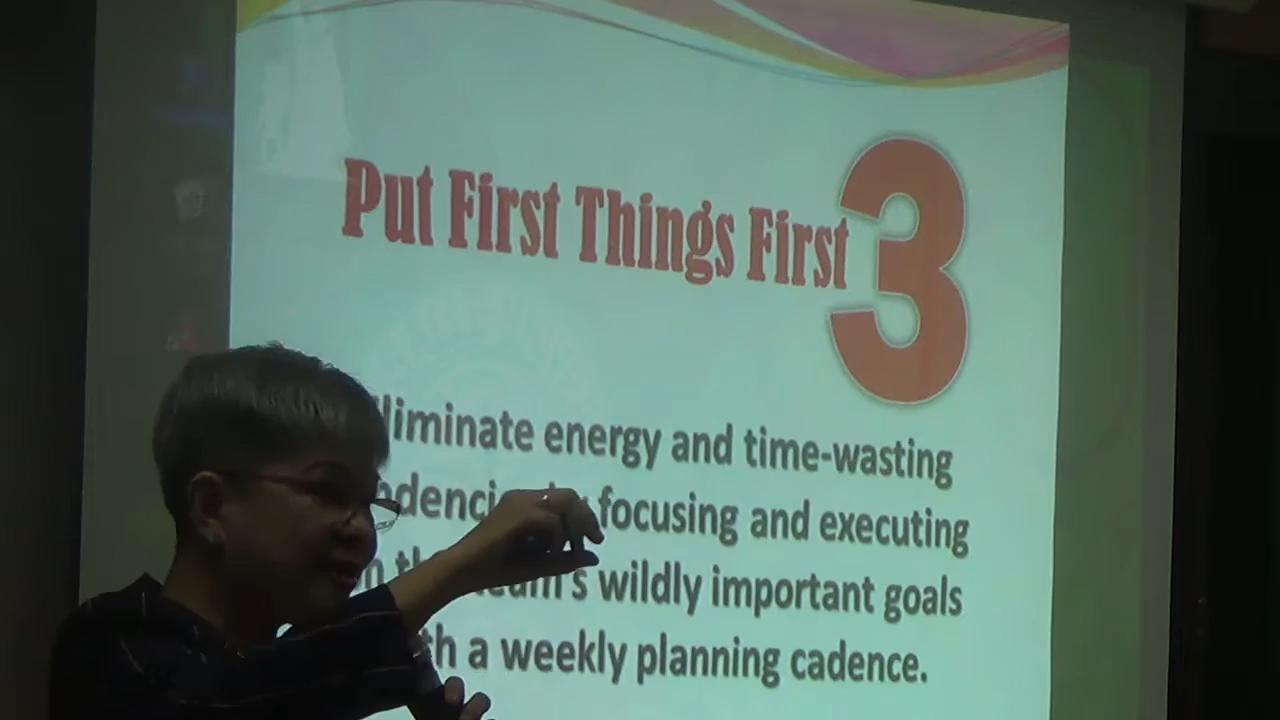 Put First Things First 3
liminate energy and time-wasting
focusing and executing
wildly important goals
a weekly planning cadence.